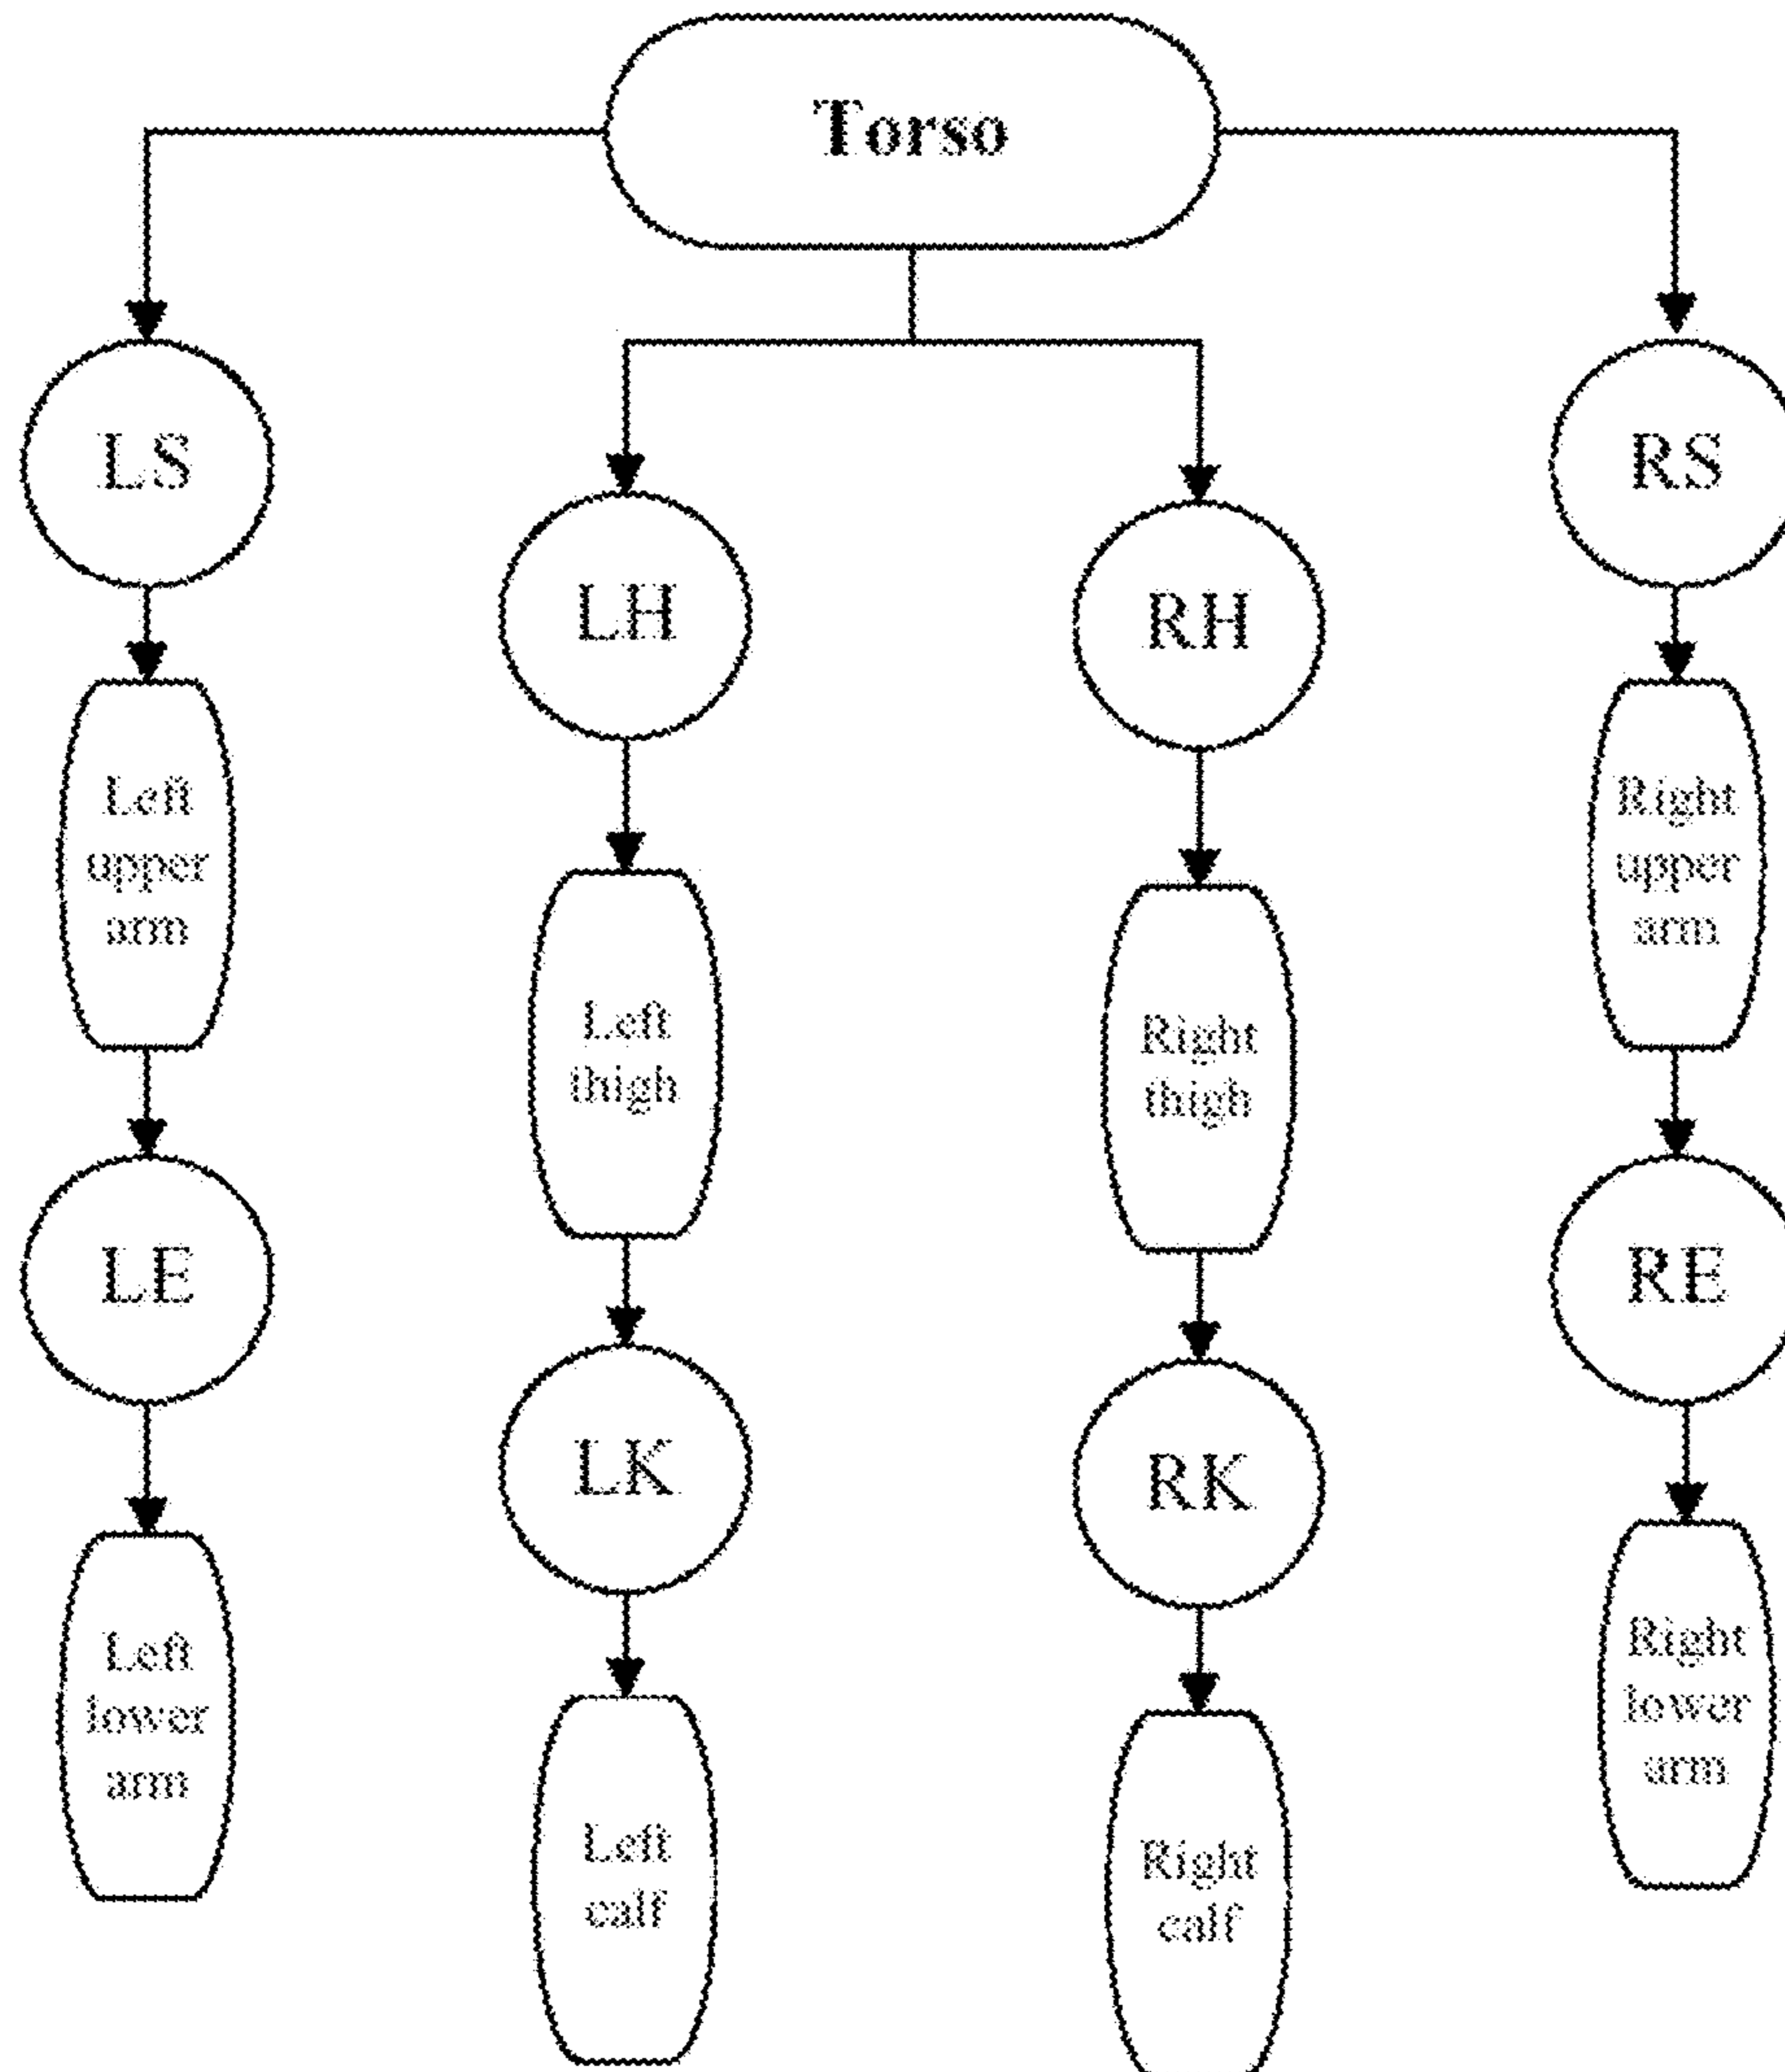 Torso
LS
RS
LH
RH
Left
upper
arm
Right
upper
arm
Left
thigh
Right
thigh
LE
RE
LK
RK
Left
lower
arm
Right
lower
arm
Left
calf
Right
calf